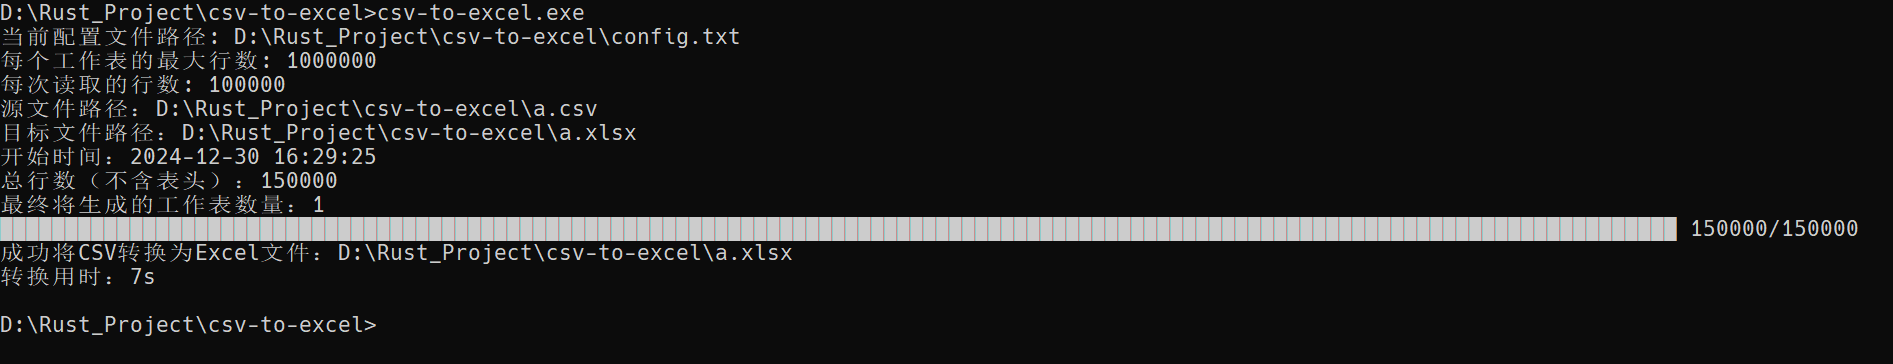 D:\Rust_Project\csv-to-excel>csv-to-excel.exe
当前配置文件路径: D:\Rust_Project\csv-to-excel\config.txt
每个工作表的最大行数: 1000000
每次读取的行数: 100000
源文件路径：D:\Rust_Project\csv-to-excel\a.csv
目标文件路径：D:\Rust_Project\csv-to-excel\a.xlsx
开始时间：2024-12-30 16:29:25
总行数（不含表头）：150000
最终将生成的工作表数量：1
150000/150000
成功将CSV转换为Excel文件：D:\Rust_Project\csv-to-excel\a.xlsx
转换用时：7s
D:\Rust_Project\csv-to-excel>